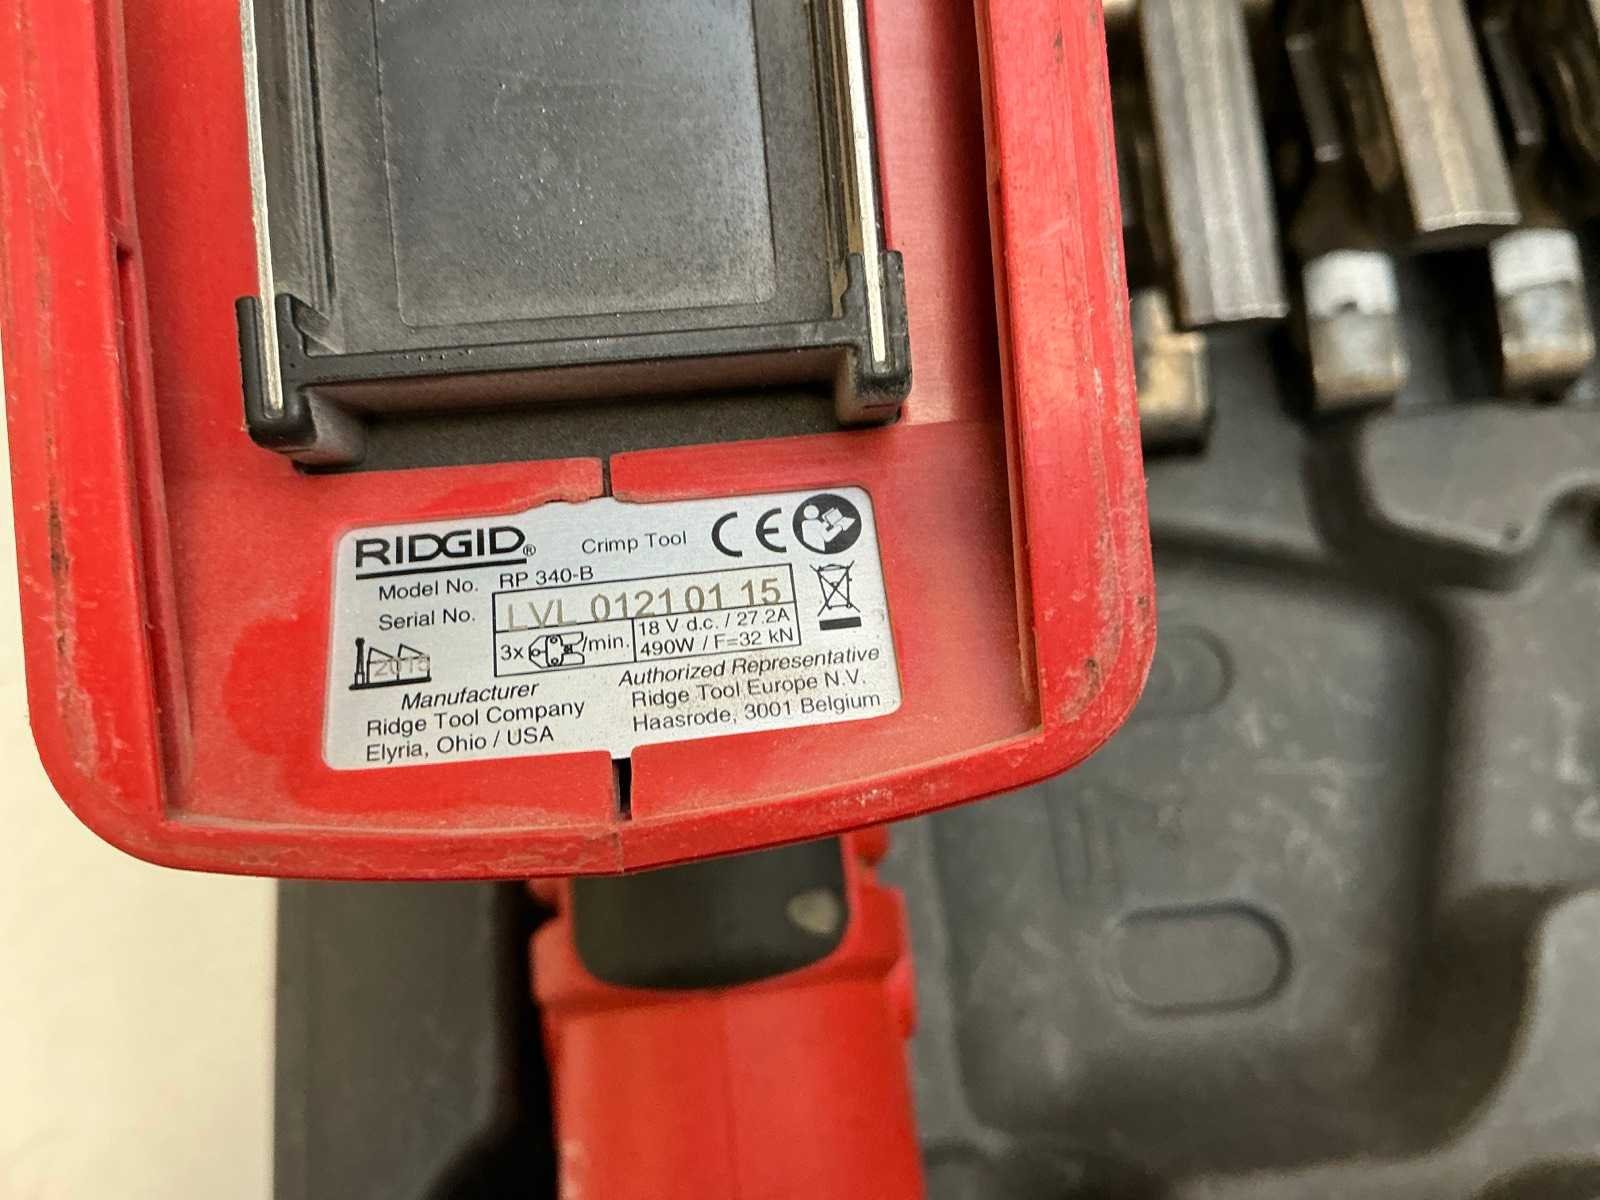 RIDGID® Crimp Tool CE
Model No. RP 340-B
Serial No. LVL 0121 01 15
3x /min. 18 V d.c. / 27.2A
490W / F=32 kN
2015
Manufacturer
Ridge Tool Company
Elyria, Ohio / USA
Authorized Representative
Ridge Tool Europe N.V.
Haasrode, 3001 Belgium